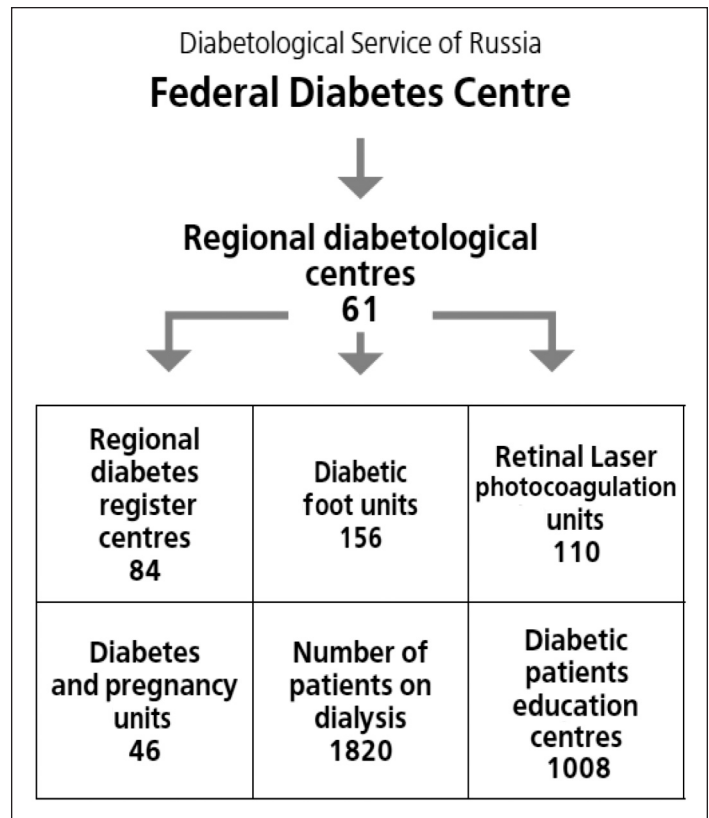 Diabetological Service of Russia
Federal Diabetes Centre
Regional diabetological
centres
61
Regional
diabetes
register
centres
84
Diabetic
foot units
156
Retinal Laser
photocoagulation
units
110
Diabetes
and pregnancy
units
46
Number of
patients on
dialysis
1820
Diabetic
patients
education
centres
1008